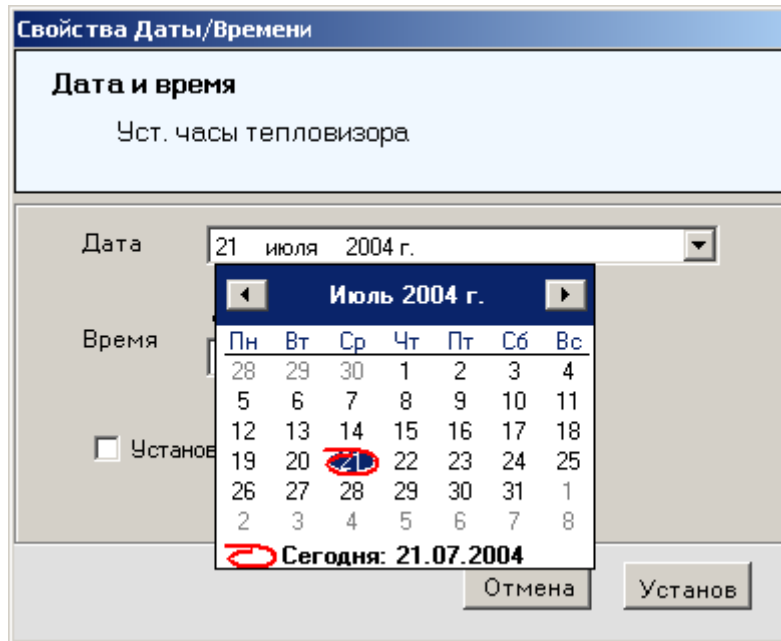 Свойства Даты/Времени
Дата и время
Уст. часы тепловизора
Дата 21 июля 2004 г.
Июль 2004 г.
Время
Пн Вт Ср Чт Пт Сб Вс
28 29 30 1 2 3 4
5 6 7 8 9 10 11
12 13 14 15 16 17 18
Установ
19 20 21 22 23 24 25
26 27 28 29 30 31 1
2 3 4 5 6 7 8
Сегодня: 21.07.2004
Отмена Установ